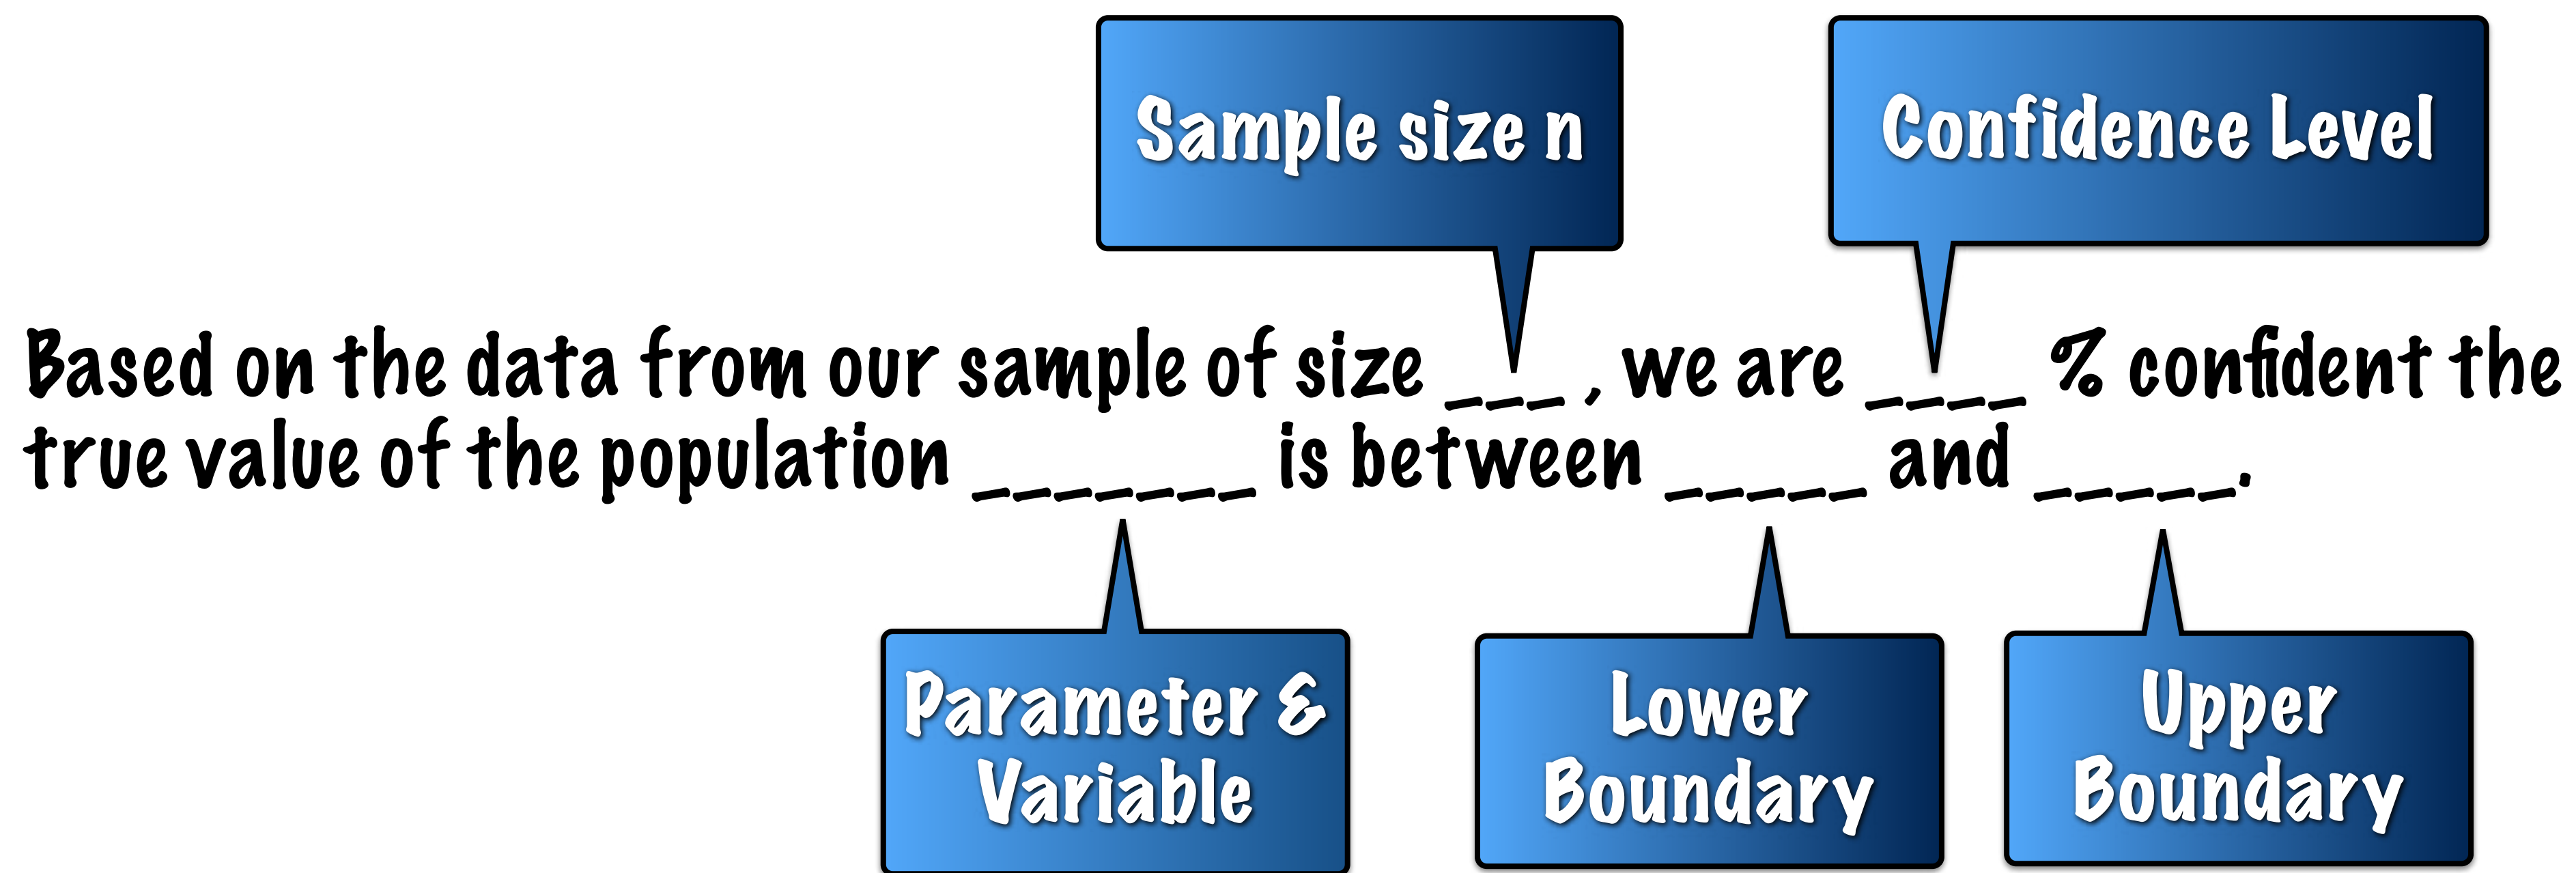 Sample size n
Confidence Level
Based on the data from our sample of size ___ , we are ____ % confident the
true value of the population _______ is between _____ and _____.
Parameter &
Variable
Lower
Boundary
Upper
Boundary